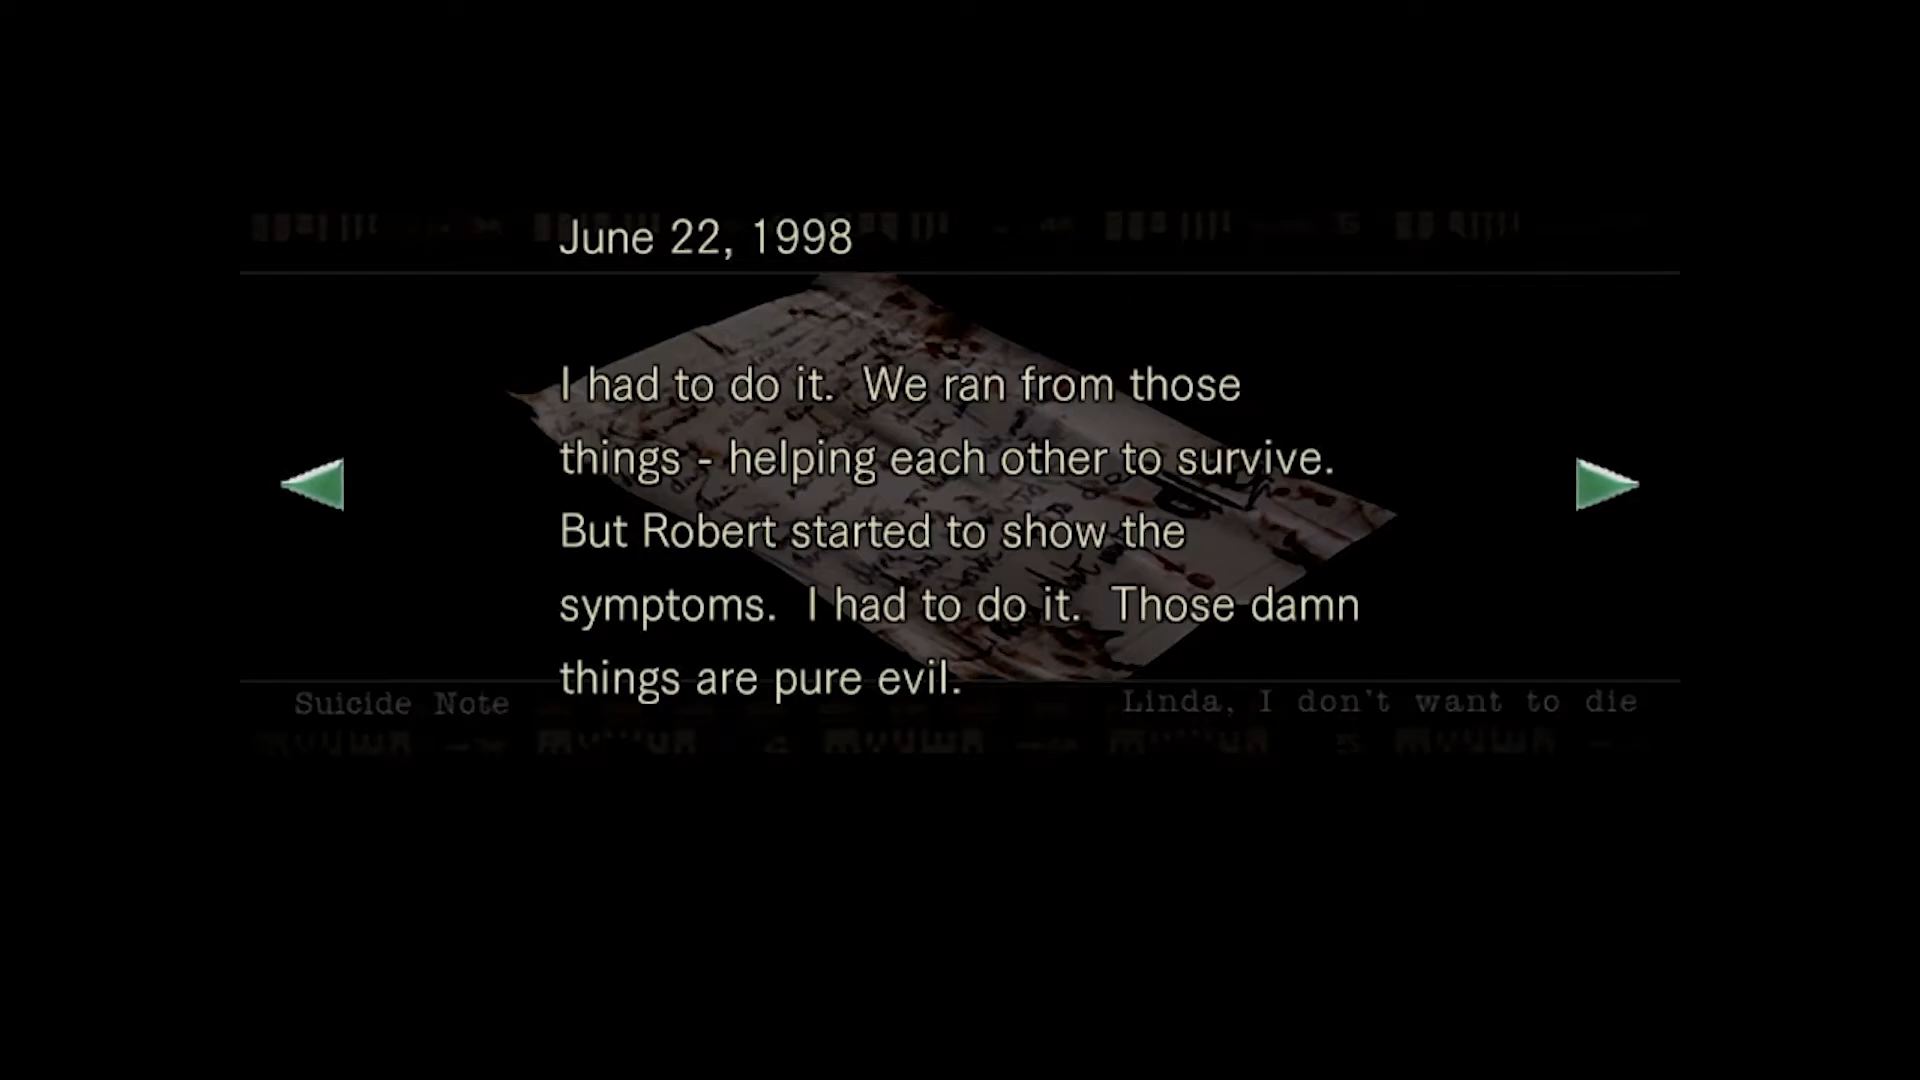 June 22, 1998
I had to do it.  We ran from those
things - helping each other to survive.
But Robert started to show the
symptoms.  I had to do it.  Those damn
things are pure evil.
Suicide Note
Linda, I don't want to die